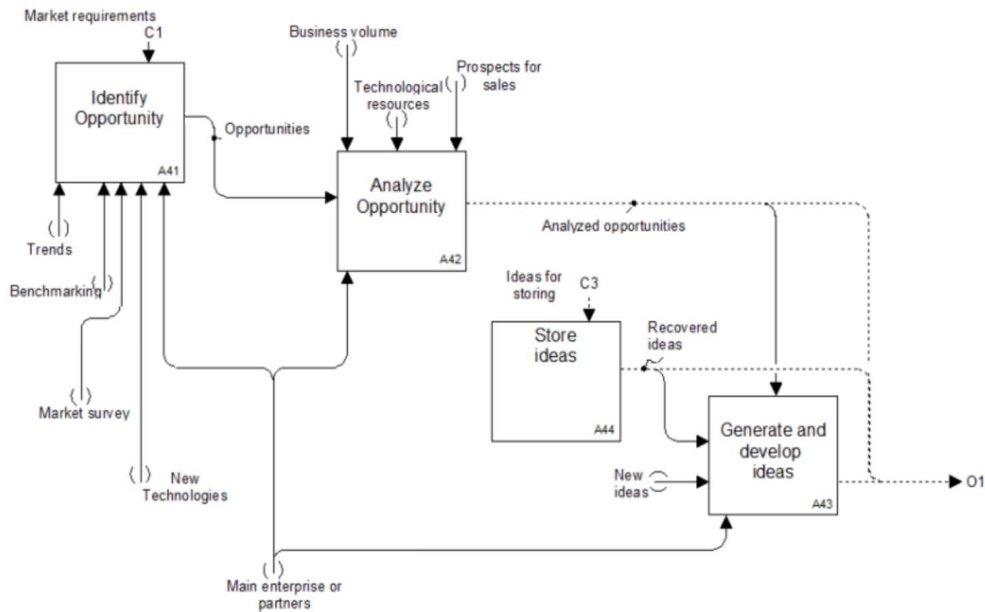 Market requirements
C1
Identify
Opportunity
A41
Opportunities
Business volume
Technological
resources
Prospects for
sales
Analyze
Opportunity
A42
Analyzed opportunities
Trends
Benchmarking
Market survey
New
Technologies
Ideas for
storing
C3
Store
ideas
A44
Recovered
ideas
Generate and
develop
ideas
A43
New
ideas
O1
Main enterprise or
partners